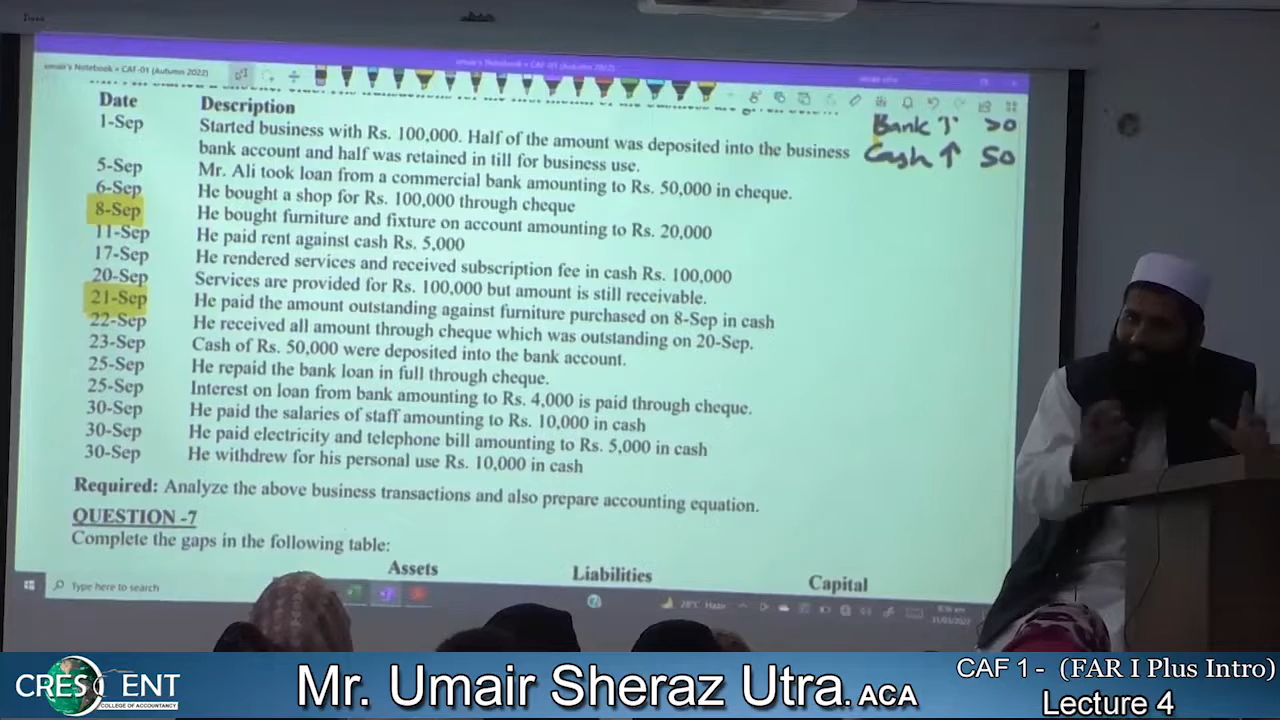 umair's Notebook » CAF-01 (Autumn 2022)
Date Description
1-Sep Started business with Rs. 100,000. Half of the amount was deposited into the business
bank account and half was retained in till for business use.
Bank ↑ 50
Cash ↑ 50
5-Sep Mr. Ali took loan from a commercial bank amounting to Rs. 50,000 in cheque.
6-Sep He bought a shop for Rs. 100,000 through cheque
8-Sep He bought furniture and fixture on account amounting to Rs. 20,000
11-Sep He paid rent against cash Rs. 5,000
17-Sep He rendered services and received subscription fee in cash Rs. 100,000
20-Sep Services are provided for Rs. 100,000 but amount is still receivable.
21-Sep He paid the amount outstanding against furniture purchased on 8-Sep in cash
22-Sep He received all amount through cheque which was outstanding on 20-Sep.
23-Sep Cash of Rs. 50,000 were deposited into the bank account.
25-Sep He repaid the bank loan in full through cheque.
25-Sep Interest on loan from bank amounting to Rs. 4,000 is paid through cheque.
30-Sep He paid the salaries of staff amounting to Rs. 10,000 in cash
30-Sep He paid electricity and telephone bill amounting to Rs. 5,000 in cash
30-Sep He withdrew for his personal use Rs. 10,000 in cash
Required: Analyze the above business transactions and also prepare accounting equation.
QUESTION -7
Complete the gaps in the following table:
Assets Liabilities Capital
Type here to search
28°C Haze
CRESCENT
COLLEGE OF ACCOUNTANCY
Mr. Umair Sheraz Utra. ACA
CAF 1 - (FAR I Plus Intro)
Lecture 4